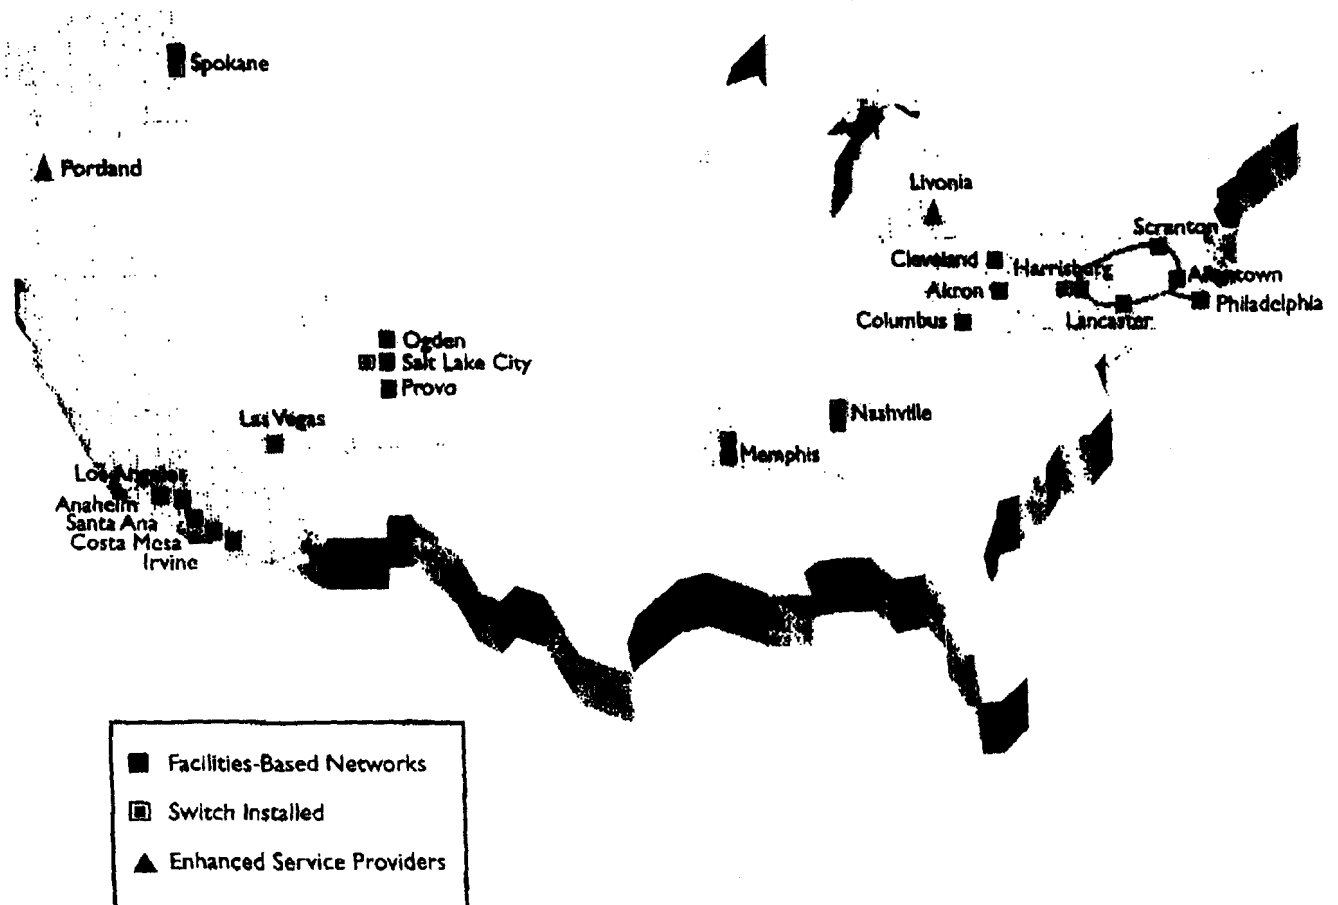 Spokane
Portland
Livonia
Scranton
Cleveland
Harrisburg
Allentown
Akron
Philadelphia
Columbus
Lancaster
Ogden
Salt Lake City
Provo
Las Vegas
Nashville
Memphis
Los Angeles
Anaheim
Santa Ana
Costa Mesa
Irvine
Facilities-Based Networks
Switch Installed
Enhanced Service Providers